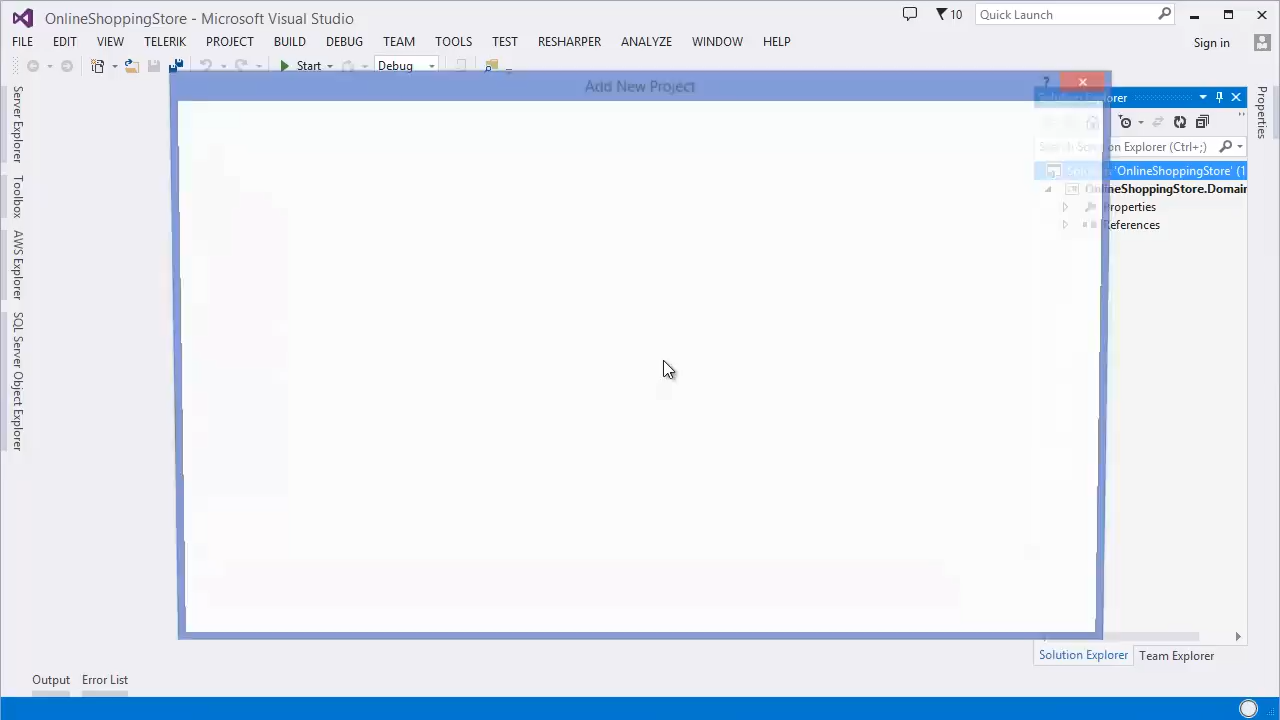 OnlineShoppingStore - Microsoft Visual Studio
10
Quick Launch
FILE EDIT VIEW TELERIK PROJECT BUILD DEBUG TEAM TOOLS TEST RESHARPER ANALYZE WINDOW HELP
Sign in
Start
Debug
Add New Project
?
Solution Explorer
Search Solution Explorer (Ctrl+;)
Solution 'OnlineShoppingStore' (1
OnlineShoppingStore.Domain
Properties
References
Server Explorer
Toolbox
AWS Explorer
SQL Server Object Explorer
Properties
Solution Explorer
Team Explorer
Output
Error List